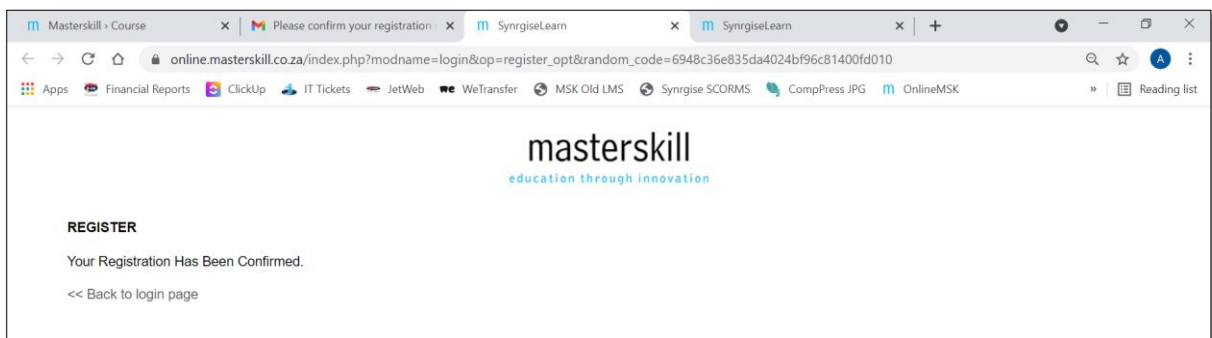 Masterskill › Course
Please confirm your registration
SynrgiseLearn
SynrgiseLearn
online.masterskill.co.za/index.php?modname=login&op=register_opt&random_code=6948c36e835da4024bf96c81400fd010
A
Apps Financial Reports ClickUp IT Tickets JetWeb we WeTransfer MSK Old LMS Synrgise SCORMS CompPress JPG m OnlineMSK » Reading list
masterskill
education through innovation
REGISTER
Your Registration Has Been Confirmed.
<< Back to login page